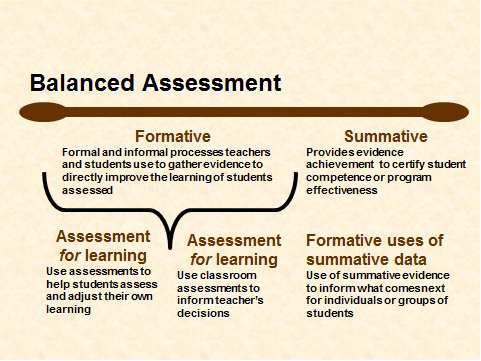 Balanced Assessment
Formative
Formal and informal processes teachers
and students use to gather evidence to
directly improve the learning of students
assessed
Summative
Provides evidence
achievement to certify student
competence or program
effectiveness
Assessment
for learning
Use assessments to
help students assess
and adjust their own
learning
Assessment
for learning
Use classroom
assessments to
inform teacher's
decisions
Formative uses of
summative data
Use of summative evidence
to inform what comes next
for individuals or groups of
students